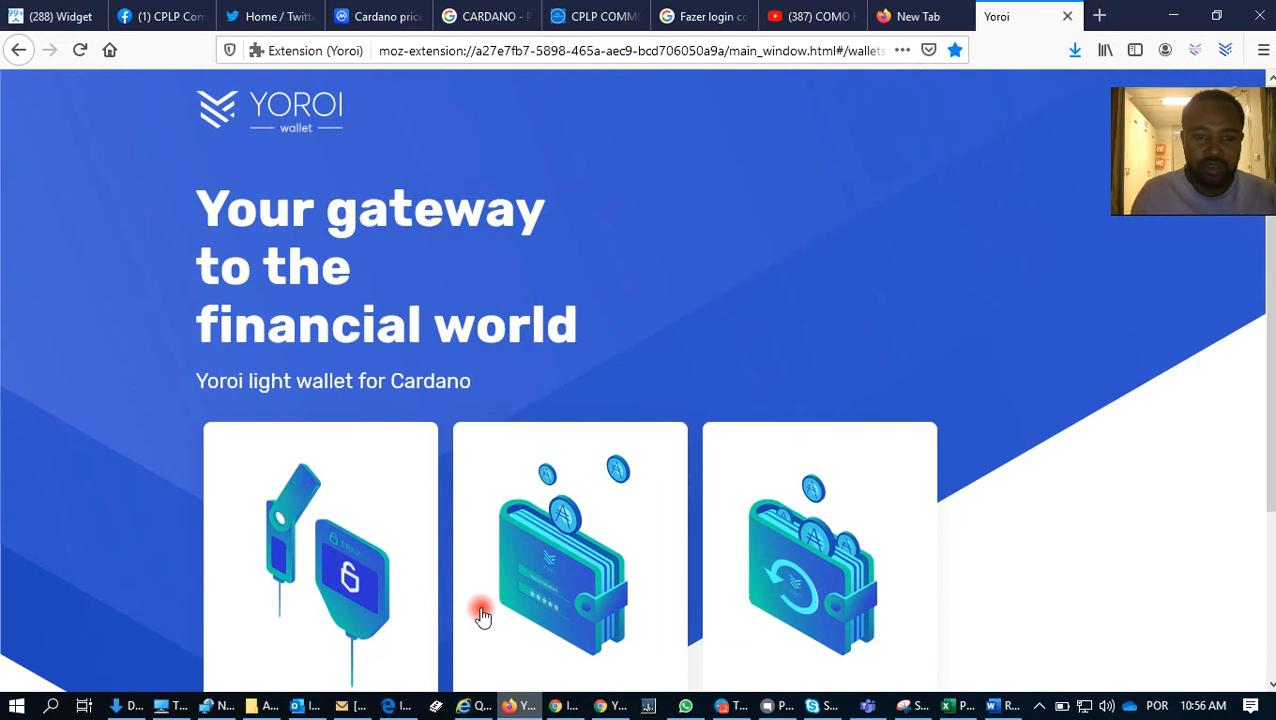 (288) Widget
(1) CPLP Com
Home / Twitt
Cardano price
CARDANO - P
CPLP COMM
Fazer login co
(387) COMO F
New Tab
Yoroi
Extension (Yoroi)
moz-extension://a27e7fb7-5898-465a-aec9-bcd706050a9a/main_window.html#/wallets
YOROI
wallet
Your gateway
to the
financial world
Yoroi light wallet for Cardano
D...
T...
N...
A...
I...
[...
I...
Q...
Y...
I...
Y...
T...
P...
S...
T...
S...
P...
R...
POR
10:56 AM